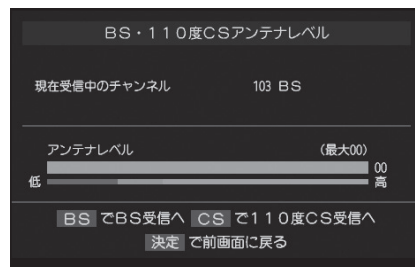 BS・110度CSアンテナレベル
現在受信中のチャンネル 103 BS
アンテナレベル (最大00)
00
低 高
BS でBS受信へ CS で110度CS受信へ
決定 で前画面に戻る